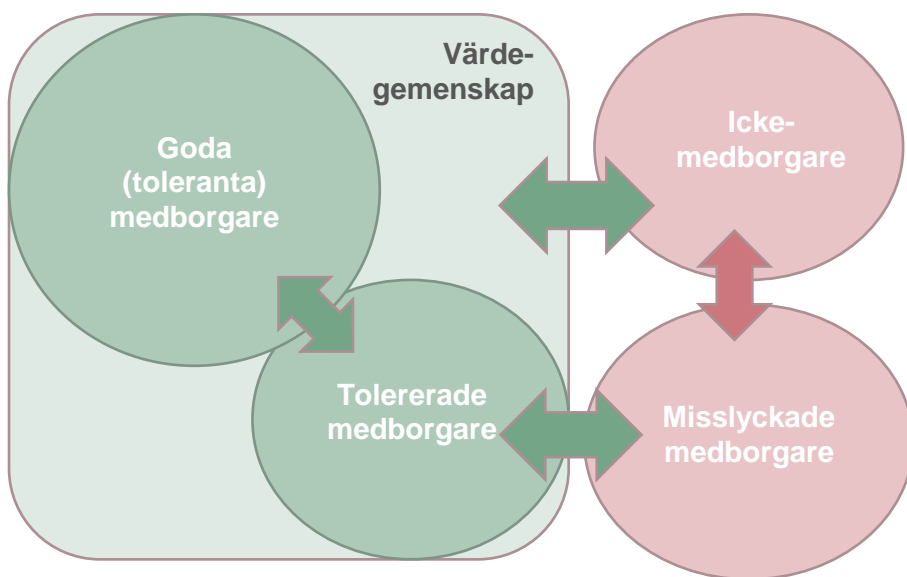 Värde-
gemenskap
Goda
(toleranta)
medborgare
Icke-
medborgare
Tolererade
medborgare
Misslyckade
medborgare